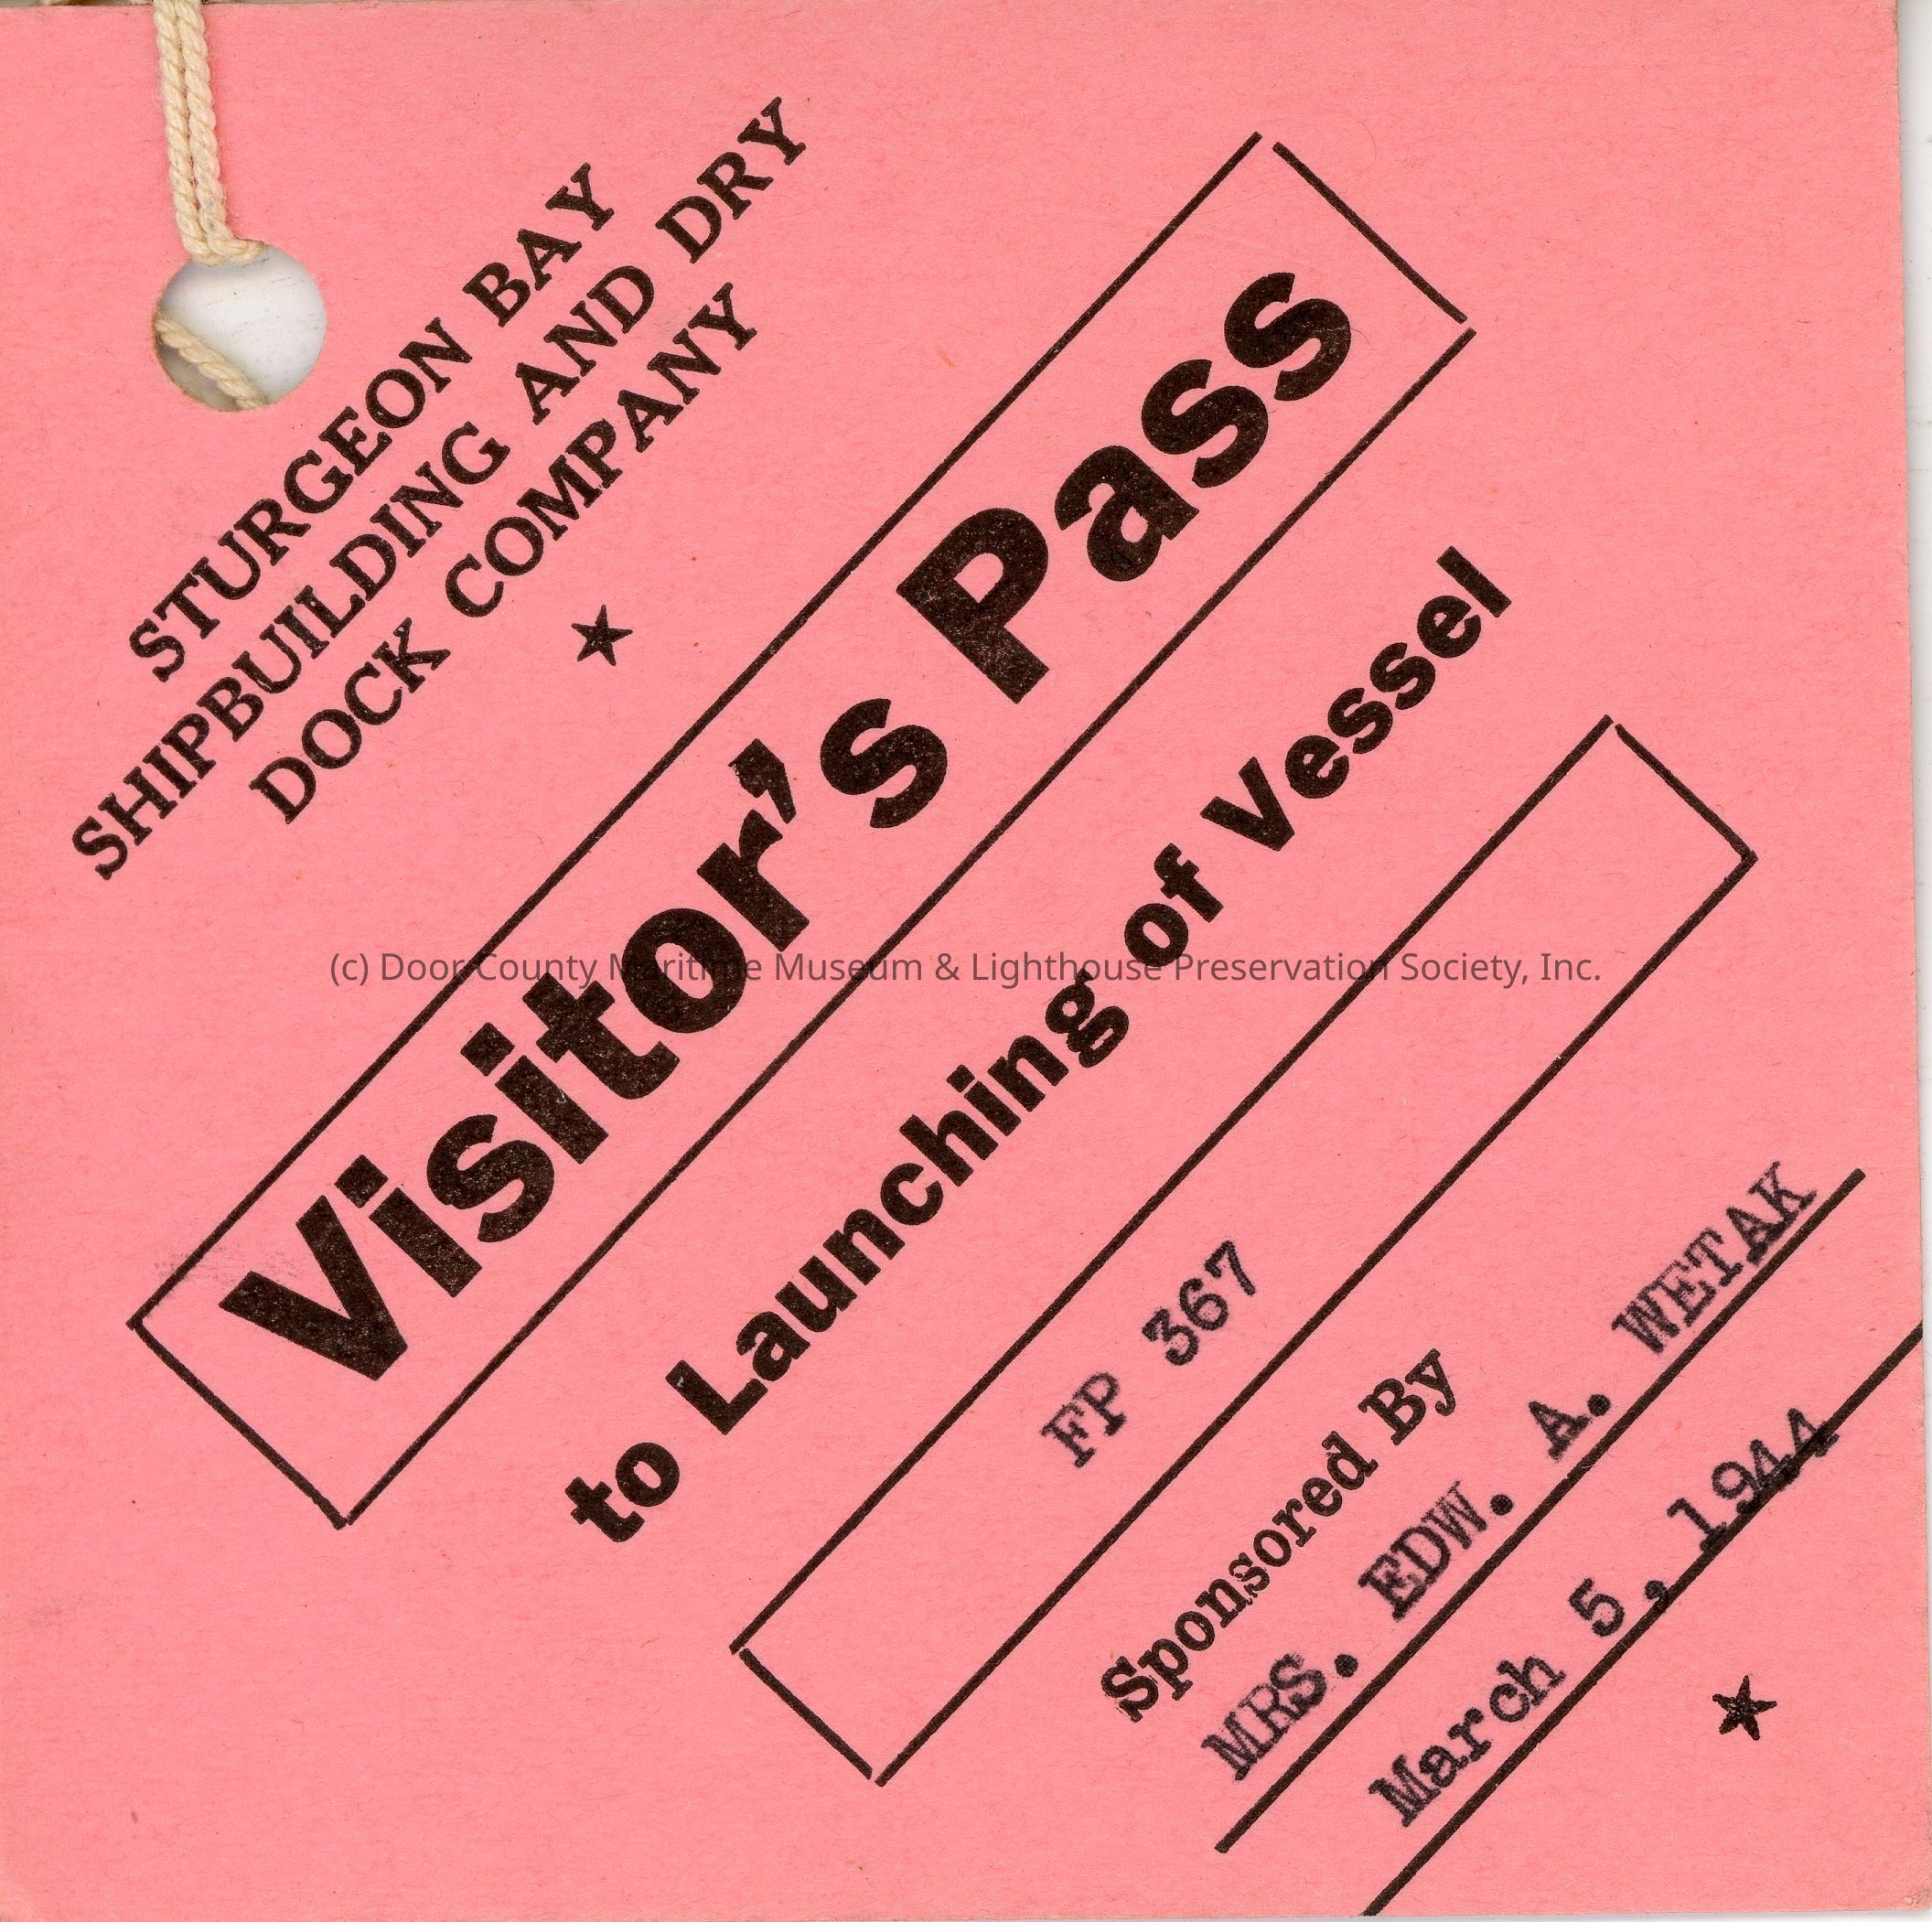 STURGEON BAY
SHIPBUILDING AND DRY
DOCK COMPANY
Visitor's Pass
to Launching of Vessel
FP 367
Sponsored By
MRS. EDW. A. WETAK
March 5, 1944
(c) Door County Maritime Museum & Lighthouse Preservation Society, Inc.